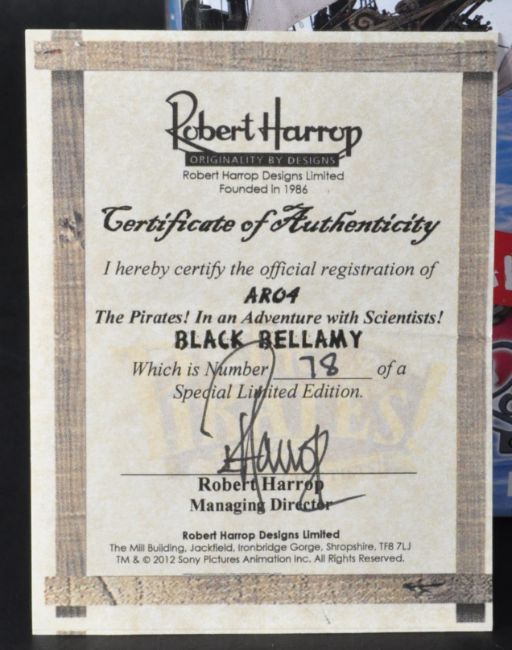 Robert Harrop
ORIGINALITY BY DESIGNS
Robert Harrop Designs Limited
Founded in 1986
Certificate of Authenticity
I hereby certify the official registration of
AR04
The Pirates! In an Adventure with Scientists!
BLACK BELLAMY
Which is Number 78 of a
Special Limited Edition.
Robert Harrop
Managing Director
Robert Harrop Designs Limited
The Mill Building, Jackfield, Ironbridge Gorge, Shropshire, TF8 7LJ
TM & © 2012 Sony Pictures Animation Inc. All Rights Reserved.